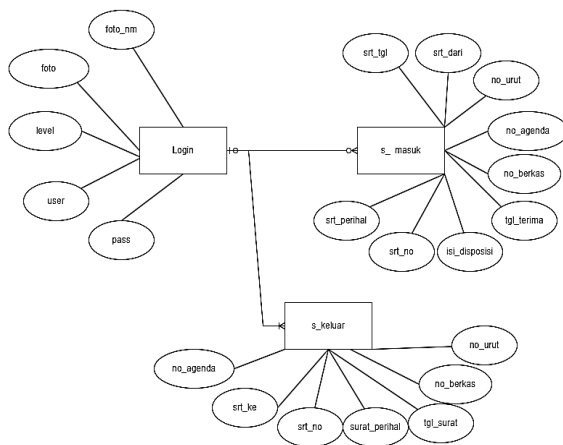 foto_nm
foto
level
user
pass
Login
srt_tgl
srt_dari
no_urut
no_agenda
no_berkas
tgl_terima
isi_disposisi
srt_no
srt_perihal
s_ masuk
s_keluar
no_agenda
srt_ke
srt_no
surat_perihal
tgl_surat
no_berkas
no_urut